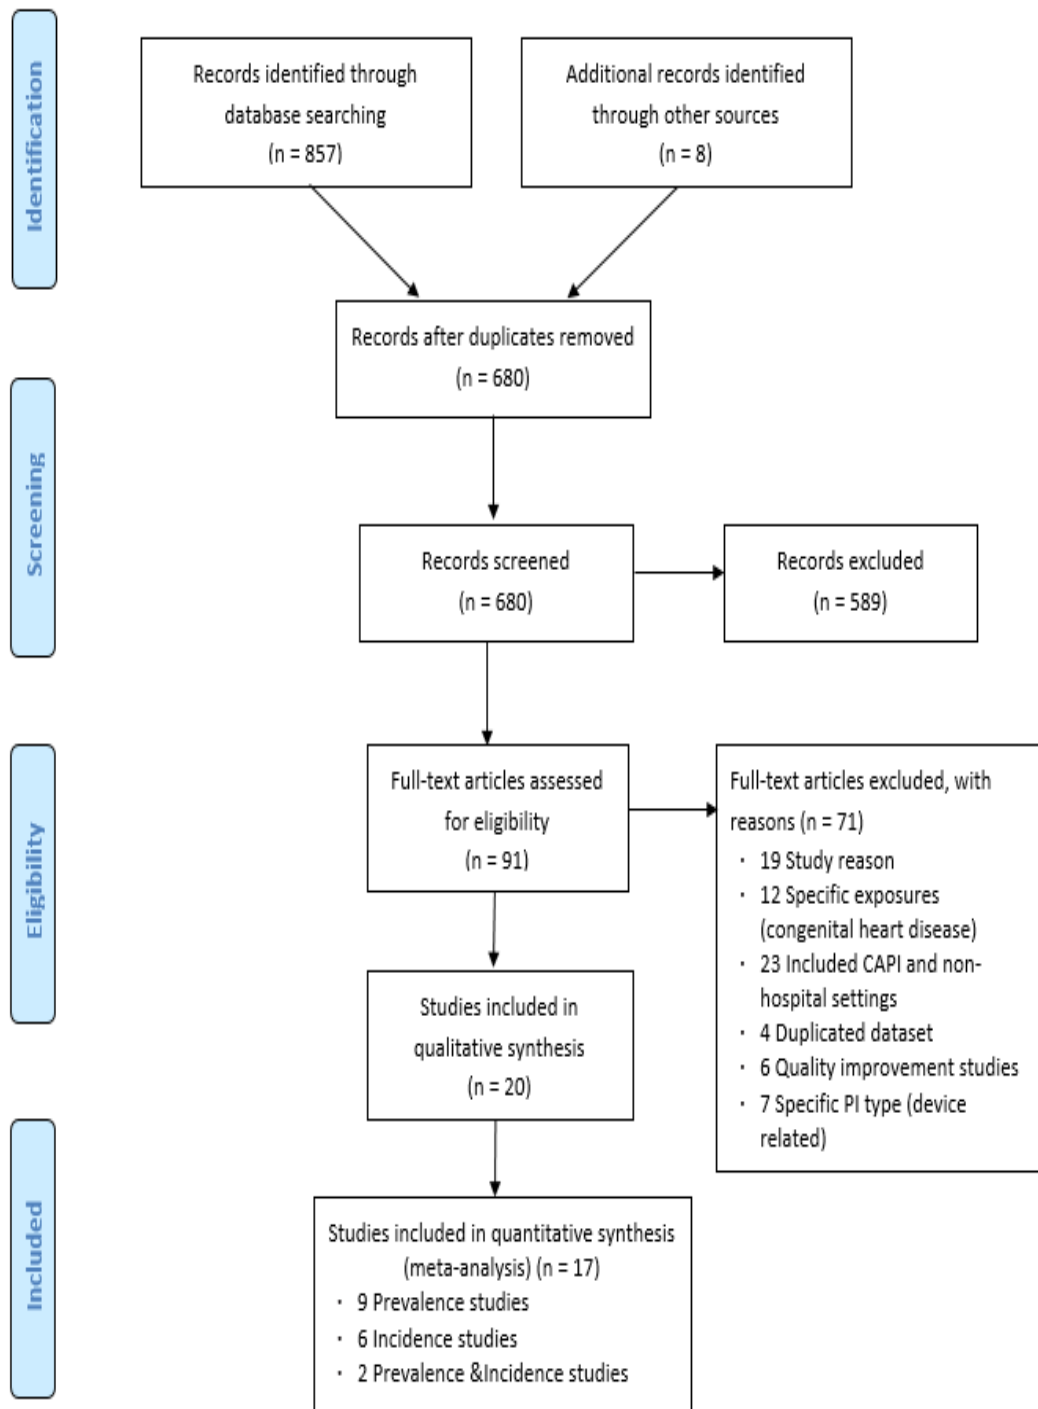 Identification
Records identified through
database searching
(n = 857)
Additional records identified
through other sources
(n = 8)
Records after duplicates removed
(n = 680)
Screening
Records screened
(n = 680)
Records excluded
(n = 589)
Eligibility
Full-text articles assessed
for eligibility
(n = 91)
Full-text articles excluded, with
reasons (n = 71)
· 19 Study reason
· 12 Specific exposures
(congenital heart disease)
· 23 Included CAPI and non-
hospital settings
· 4 Duplicated dataset
· 6 Quality improvement studies
· 7 Specific PI type (device
related)
Studies included in
qualitative synthesis
(n = 20)
Included
Studies included in quantitative synthesis
(meta-analysis) (n = 17)
· 9 Prevalence studies
· 6 Incidence studies
· 2 Prevalence &Incidence studies